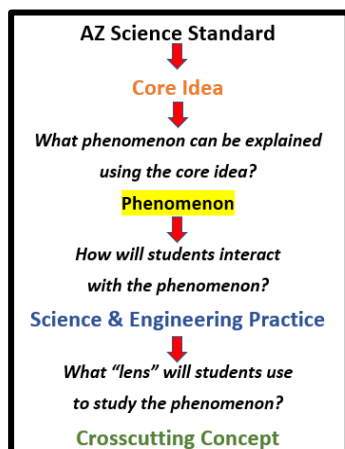 AZ Science Standard
Core Idea
What phenomenon can be explained
using the core idea?
Phenomenon
How will students interact
with the phenomenon?
Science & Engineering Practice
What “lens” will students use
to study the phenomenon?
Crosscutting Concept